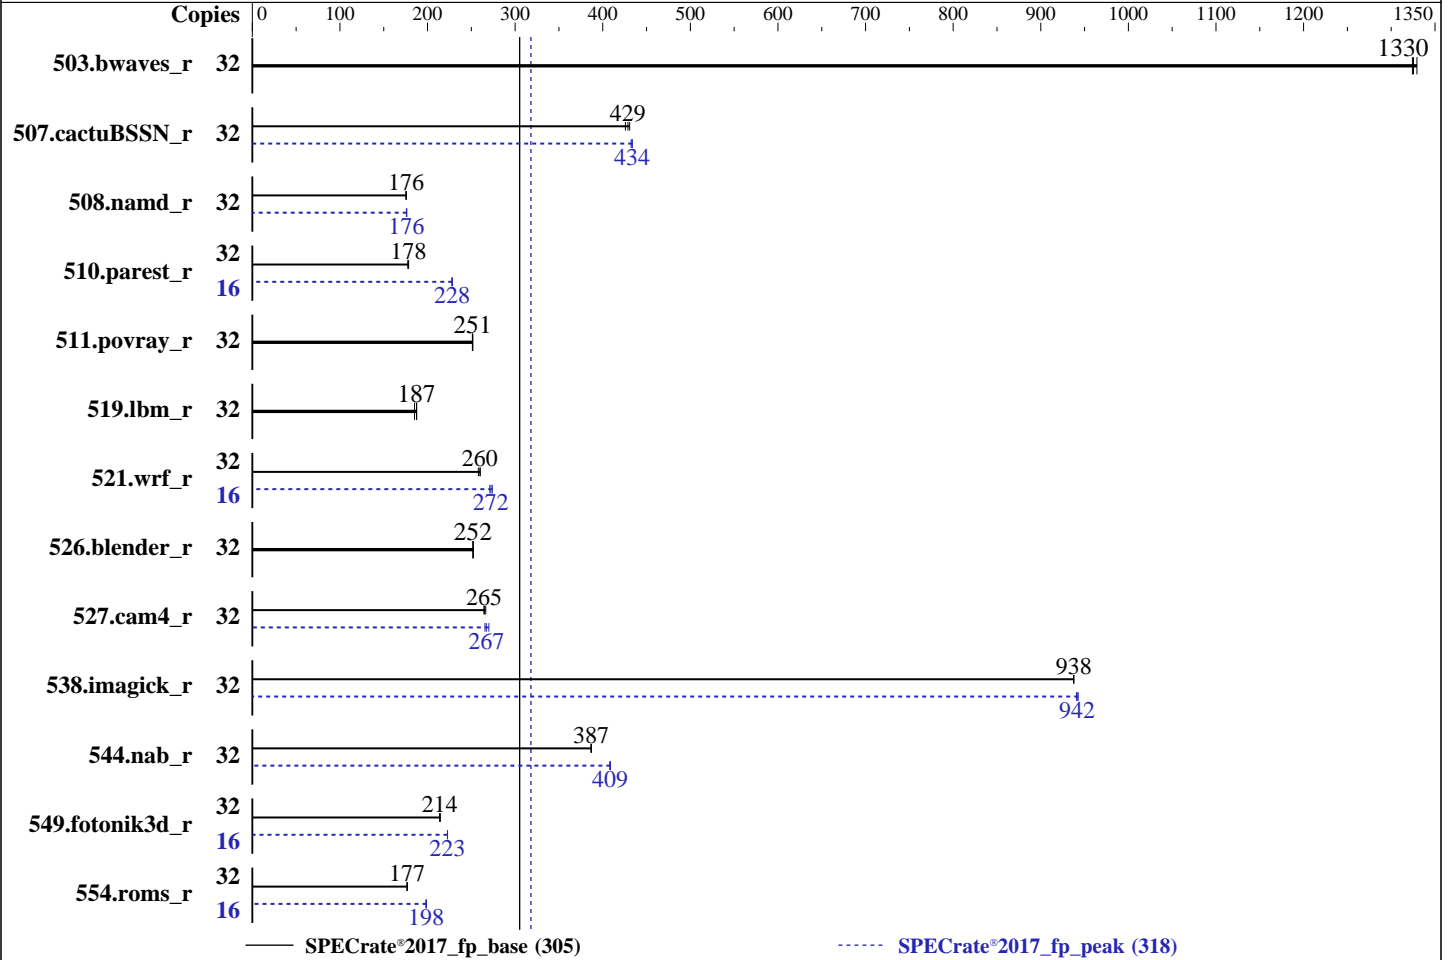 Copies 0 100 200 300 400 500 600 700 800 900 1000 1100 1200 1350
503.bwaves_r 32 1330
507.cactuBSSN_r 32 429
434
508.namd_r 32 176
176
510.parest_r 32 178
16 228
511.povray_r 32 251
519.lbm_r 32 187
521.wrf_r 32 260
16 272
526.blender_r 32 252
527.cam4_r 32 265
267
538.imagick_r 32 938
942
544.nab_r 32 387
409
549.fotonik3d_r 32 214
16 223
554.roms_r 32 177
16 198
SPECrate®2017_fp_base (305) SPECrate®2017_fp_peak (318)